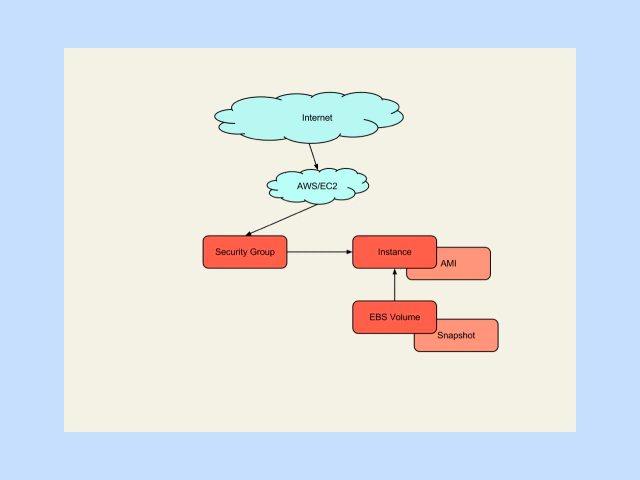 Internet
AWS/EC2
Security Group
Instance
AMI
EBS Volume
Snapshot